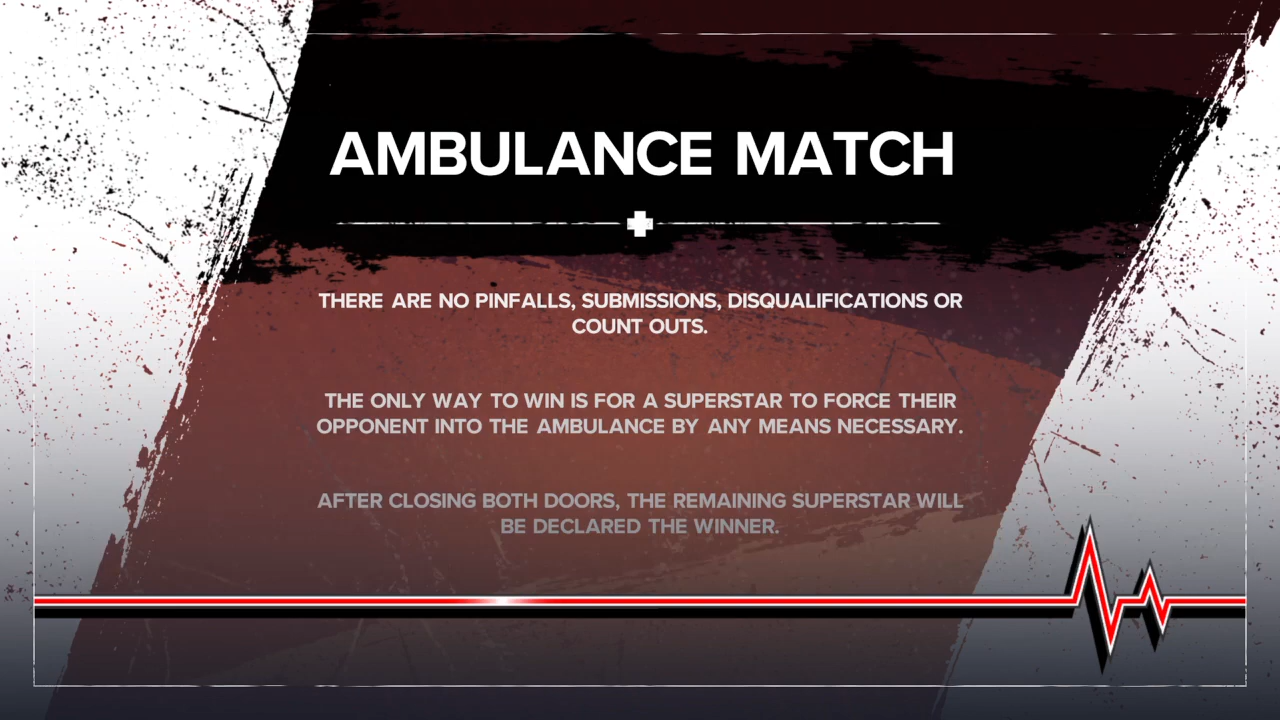 AMBULANCE MATCH
THERE ARE NO PINFALLS, SUBMISSIONS, DISQUALIFICATIONS OR
COUNT OUTS.
THE ONLY WAY TO WIN IS FOR A SUPERSTAR TO FORCE THEIR
OPPONENT INTO THE AMBULANCE BY ANY MEANS NECESSARY.
AFTER CLOSING BOTH DOORS, THE REMAINING SUPERSTAR WILL
BE DECLARED THE WINNER.